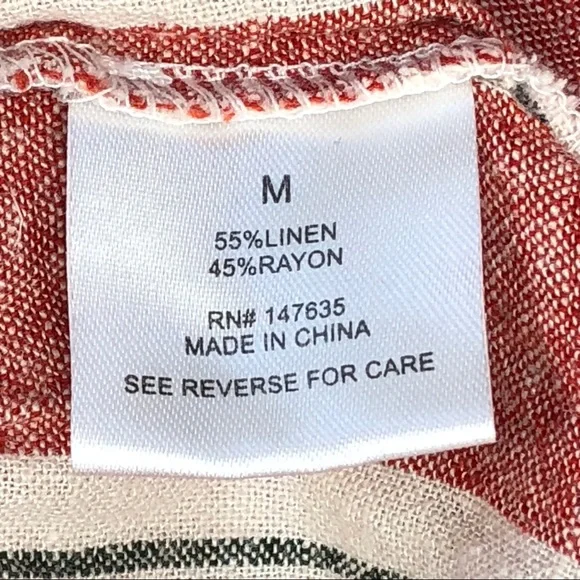 M
55%LINEN
45%RAYON
RN# 147635
MADE IN CHINA
SEE REVERSE FOR CARE